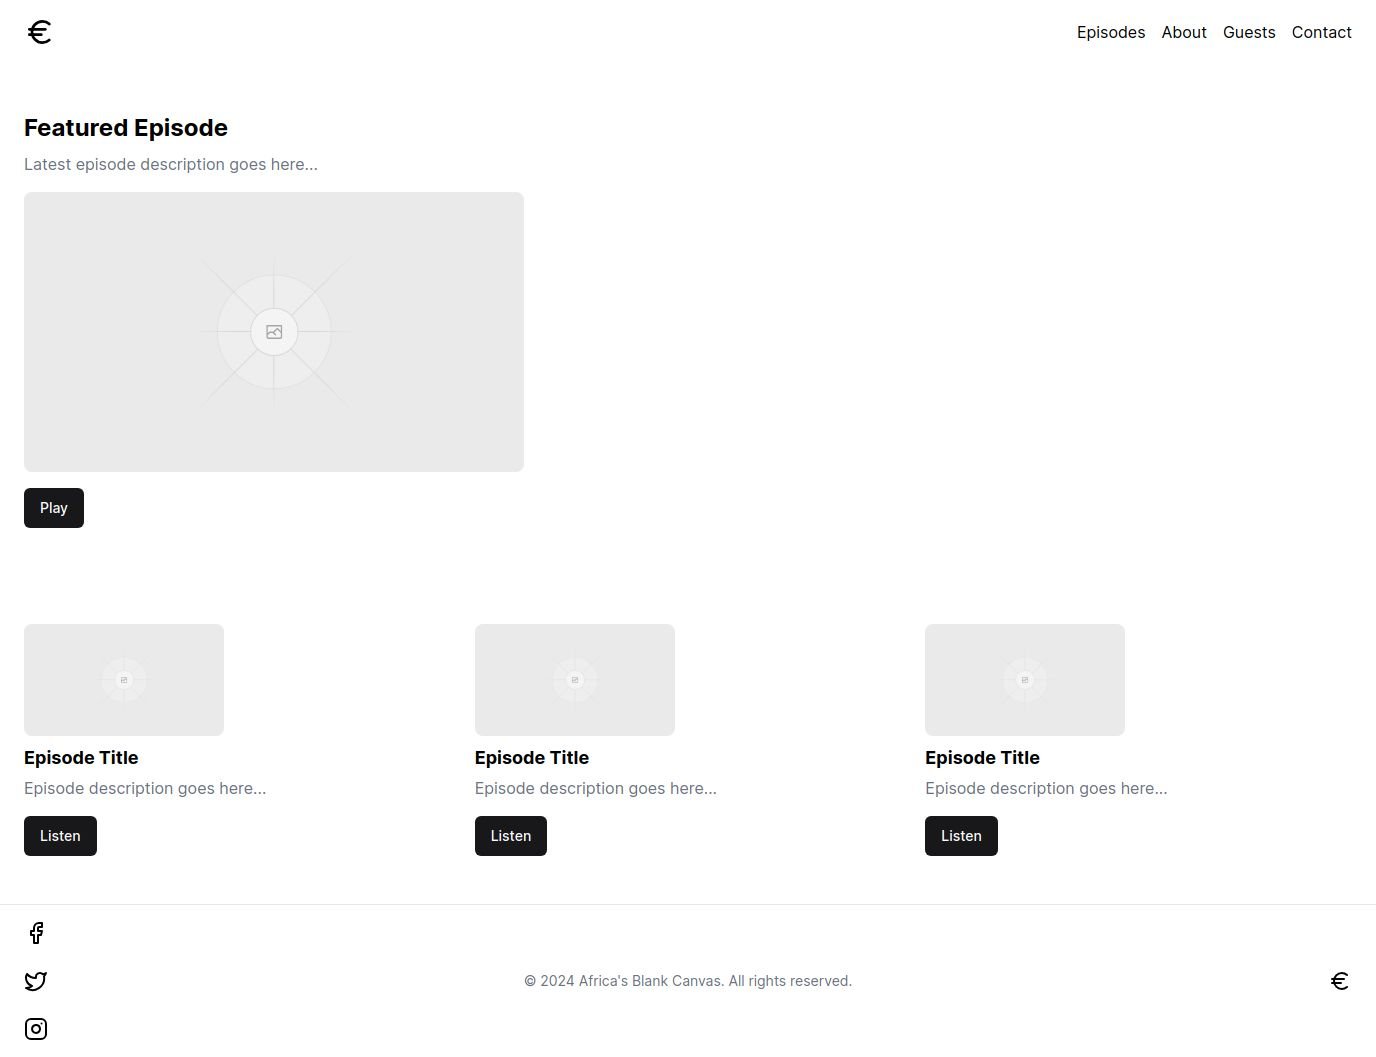 Episodes About Guests Contact
Featured Episode
Latest episode description goes here...
Play
Episode Title
Episode description goes here...
Listen
Episode Title
Episode description goes here...
Listen
Episode Title
Episode description goes here...
Listen
© 2024 Africa's Blank Canvas. All rights reserved.